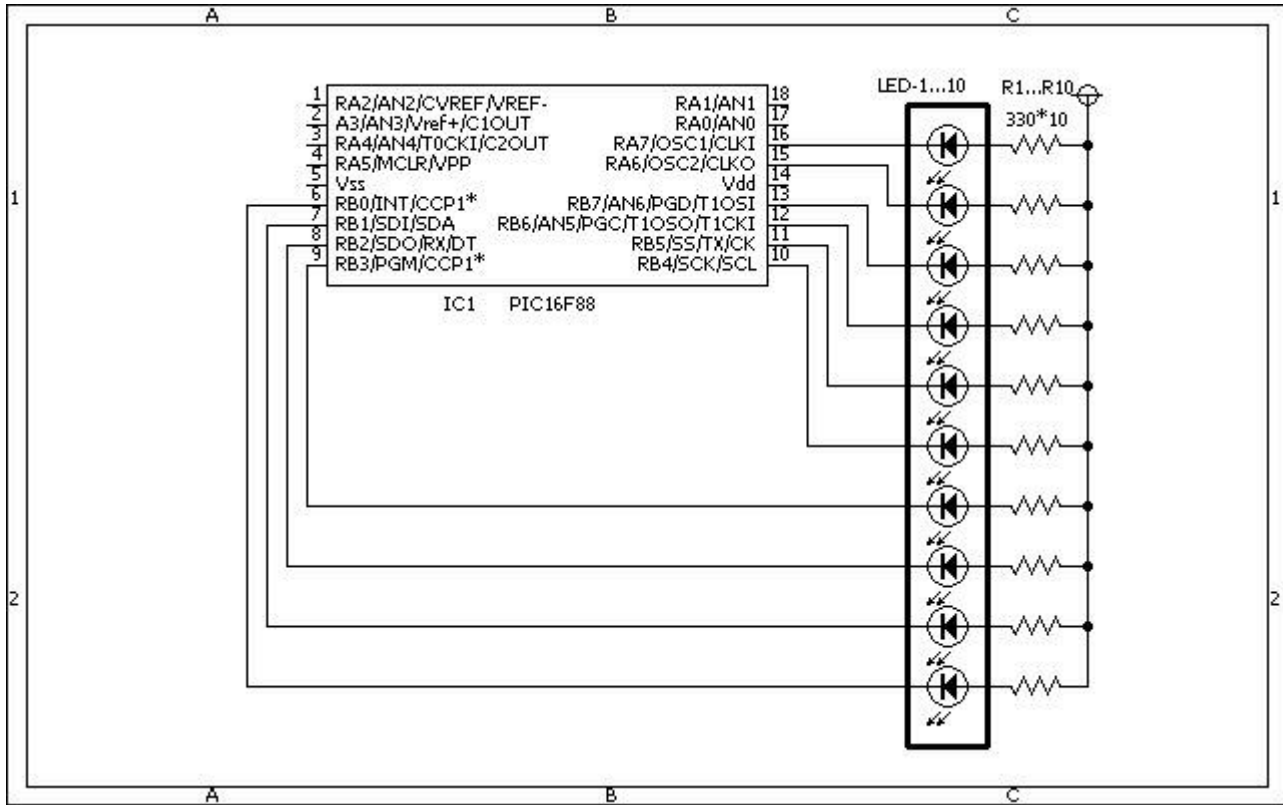 A B C
LED-1...10 R1...R10
330*10
1 RA2/AN2/CVREF/VREF- RA1/AN1 18
2 A3/AN3/Vref+/C1OUT RA0/AN0 17
3 RA4/AN4/T0CKI/C2OUT RA7/OSC1/CLKI 16
4 RA5/MCLR/VPP RA6/OSC2/CLKO 15
5 Vss Vdd 14
6 RB0/INT/CCP1* RB7/AN6/PGD/T1OSI 13
7 RB1/SDI/SDA RB6/AN5/PGC/T1OSO/T1CKI 12
8 RB2/SDO/RX/DT RB5/SS/TX/CK 11
9 RB3/PGM/CCP1* RB4/SCK/SCL 10
1 1
IC1 PIC16F88
2 2
A B C